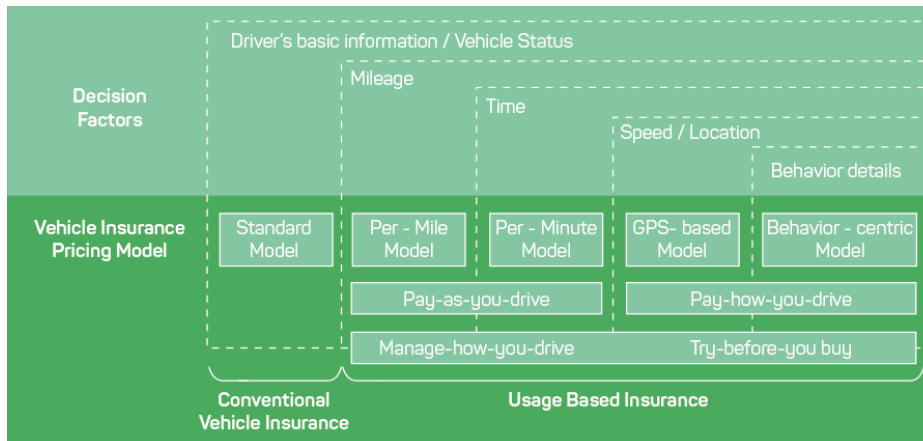 Driver's basic information / Vehicle Status
Mileage
Decision
Factors
Time
Speed / Location
Behavior details
Vehicle Insurance
Pricing Model
Standard
Model
Per - Mile
Model
Per - Minute
Model
GPS- based
Model
Behavior - centric
Model
Pay-as-you-drive
Pay-how-you-drive
Manage-how-you-drive
Try-before-you buy
Conventional
Vehicle Insurance
Usage Based Insurance